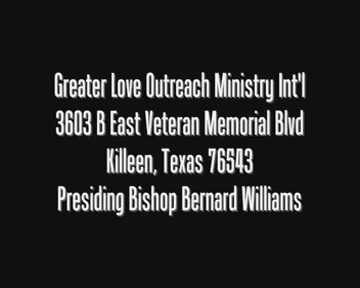 Greater Love Outreach Ministry Int'l
3603 B East Veteran Memorial Blvd
Killeen, Texas 76543
Presiding Bishop Bernard Williams